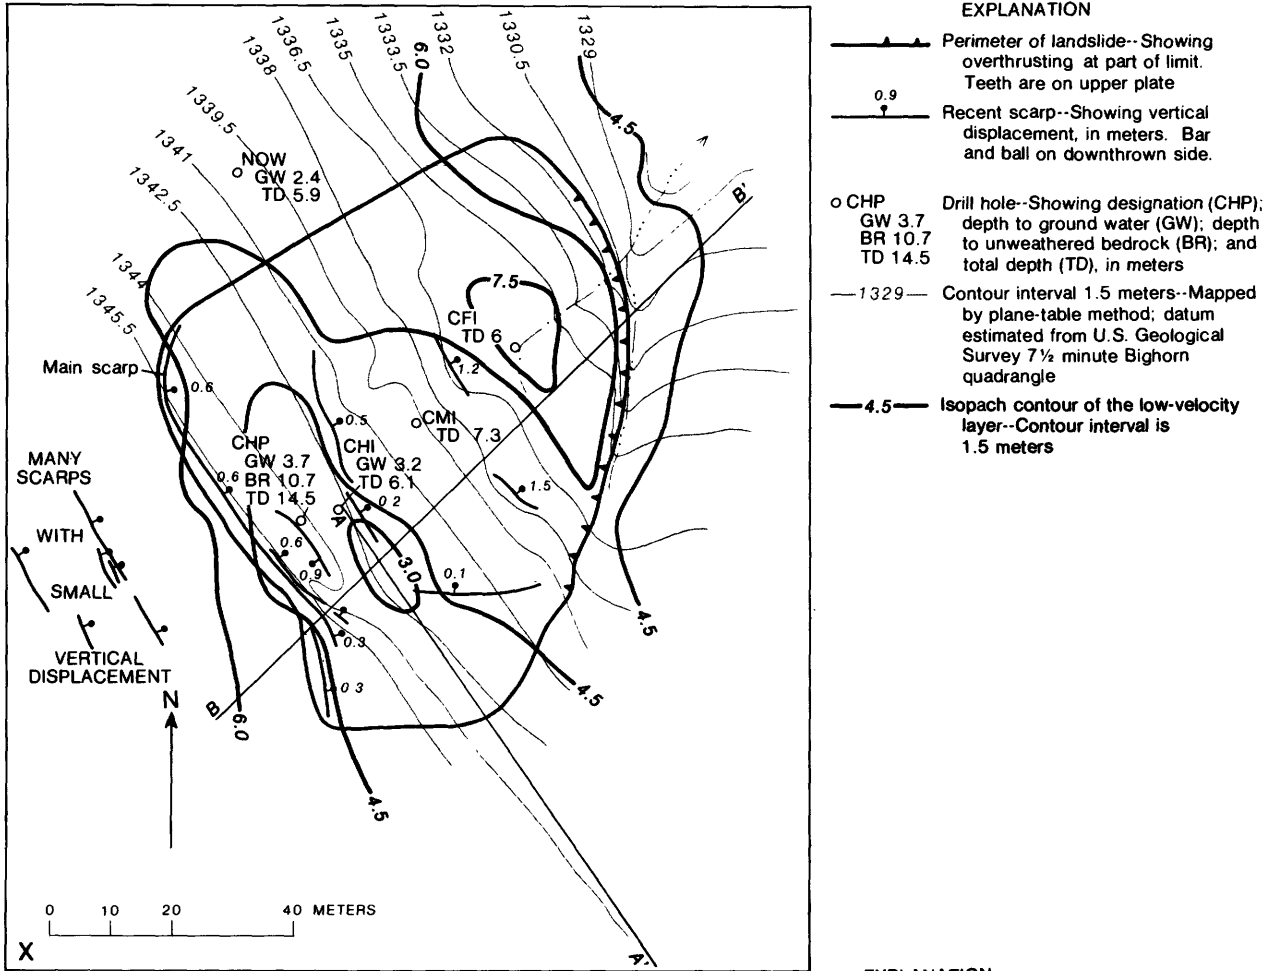 1336.5
1335
1333.5
1332
6.0
1330.5
1329
1338
1339.5
1341
1342.5
1344
1345.5
4.5
NOW
GW 2.4
TD 5.9
B'
7.5
CFI
TD 6
1.2
Main scarp
0.6
0.5
CMI
TD 7.3
CHP
GW 3.7
BR 10.7
TD 14.5
CHI
GW 3.2
TD 6.1
0.6
0 2
1.5
A
MANY
SCARPS
WITH
SMALL
VERTICAL
DISPLACEMENT
0.6
0.9
3.0
0.1
0.3
0 3
4.5
4.5
B
6.0
N
4.5
0 10 20 40 METERS
X
A'
EXPLANATION
Perimeter of landslide--Showing
overthrusting at part of limit.
Teeth are on upper plate
0.9
Recent scarp--Showing vertical
displacement, in meters. Bar
and ball on downthrown side.
CHP
GW 3.7
BR 10.7
TD 14.5
Drill hole--Showing designation (CHP);
depth to ground water (GW); depth
to unweathered bedrock (BR); and
total depth (TD), in meters
1329
Contour interval 1.5 meters--Mapped
by plane-table method; datum
estimated from U.S. Geological
Survey 7½ minute Bighorn
quadrangle
4.5
Isopach contour of the low-velocity
layer--Contour interval is
1.5 meters